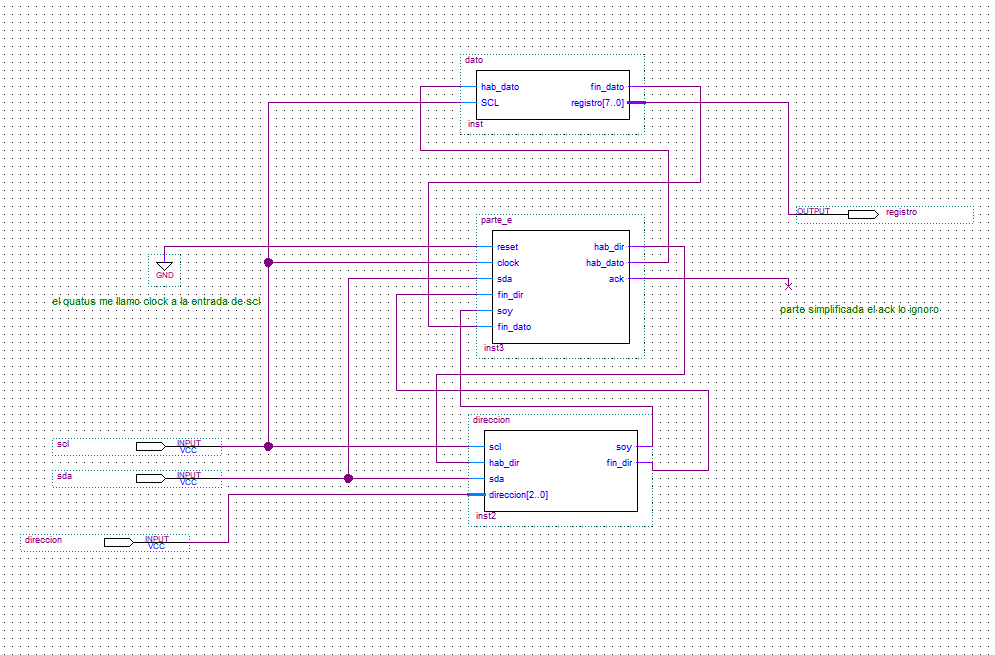 dato
hab_dato fin_dato
SCL registro[7..0]
inst
OUTPUT registro
parte_e
reset hab_dir
clock hab_dato
sda ack
fin_dir
soy
fin_dato
inst3
GND
el quatus me llamo clock a la entrada de scl
parte simplificada el ack lo ignoro
direccion
scl soy
hab_dir fin_dir
sda
direccion[2..0]
inst2
scl INPUT
VCC
sda INPUT
VCC
direccion INPUT
VCC